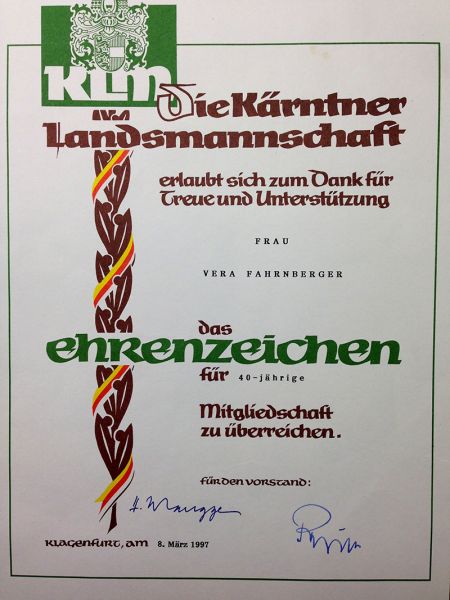 KLM
Die Kärntner
Landsmannschaft
erlaubt sich zum Dank für
Treue und Unterstützung
FRAU
VERA FAHRNBERGER
das
ehrenzeichen
für 40-jährige
Mitgliedschaft
zu überreichen.
für den Vorstand:
Klagenfurt, am 8. März 1997